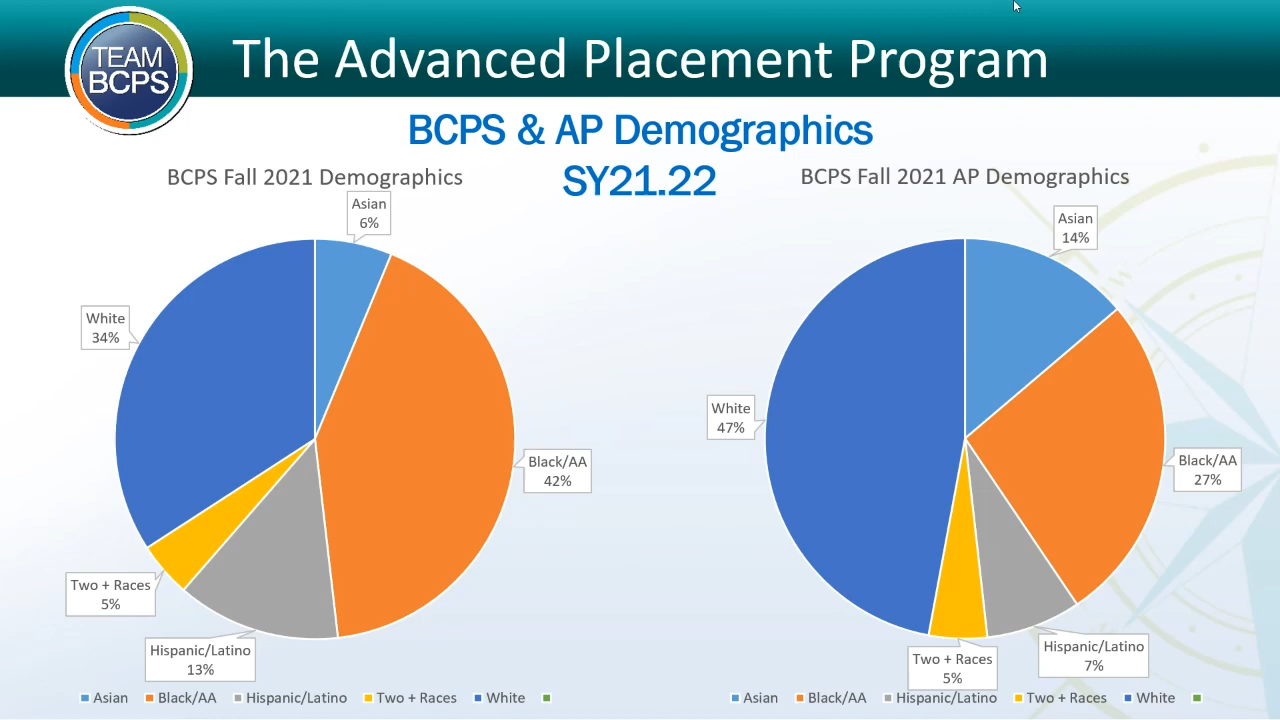 TEAM
BCPS
The Advanced Placement Program
BCPS & AP Demographics
SY21.22
BCPS Fall 2021 Demographics
Asian
6%
White
34%
Black/AA
42%
Two + Races
5%
Hispanic/Latino
13%
Asian Black/AA Hispanic/Latino Two + Races White
BCPS Fall 2021 AP Demographics
Asian
14%
White
47%
Black/AA
27%
Hispanic/Latino
7%
Two + Races
5%
Asian Black/AA Hispanic/Latino Two + Races White